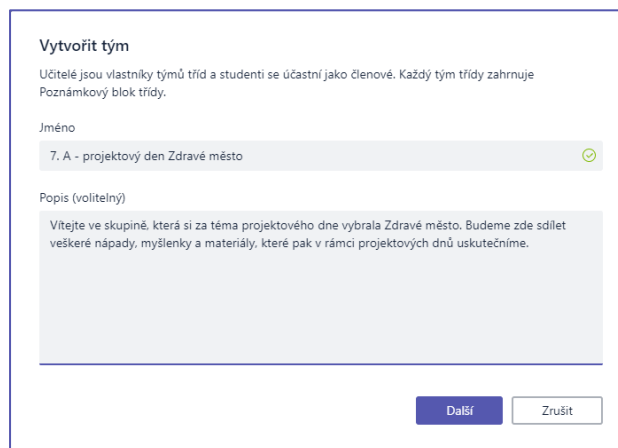 Vytvořit tým
Učitelé jsou vlastníky týmů tříd a studenti se účastní jako členové. Každý tým třídy zahrnuje
Poznámkový blok třídy.
Jméno
7. A - projektový den Zdravé město
Popis (volitelný)
Vítejte ve skupině, která si za téma projektového dne vybrala Zdravé město. Budeme zde sdílet
veškeré nápady, myšlenky a materiály, které pak v rámci projektových dnů uskutečníme.
Další
Zrušit